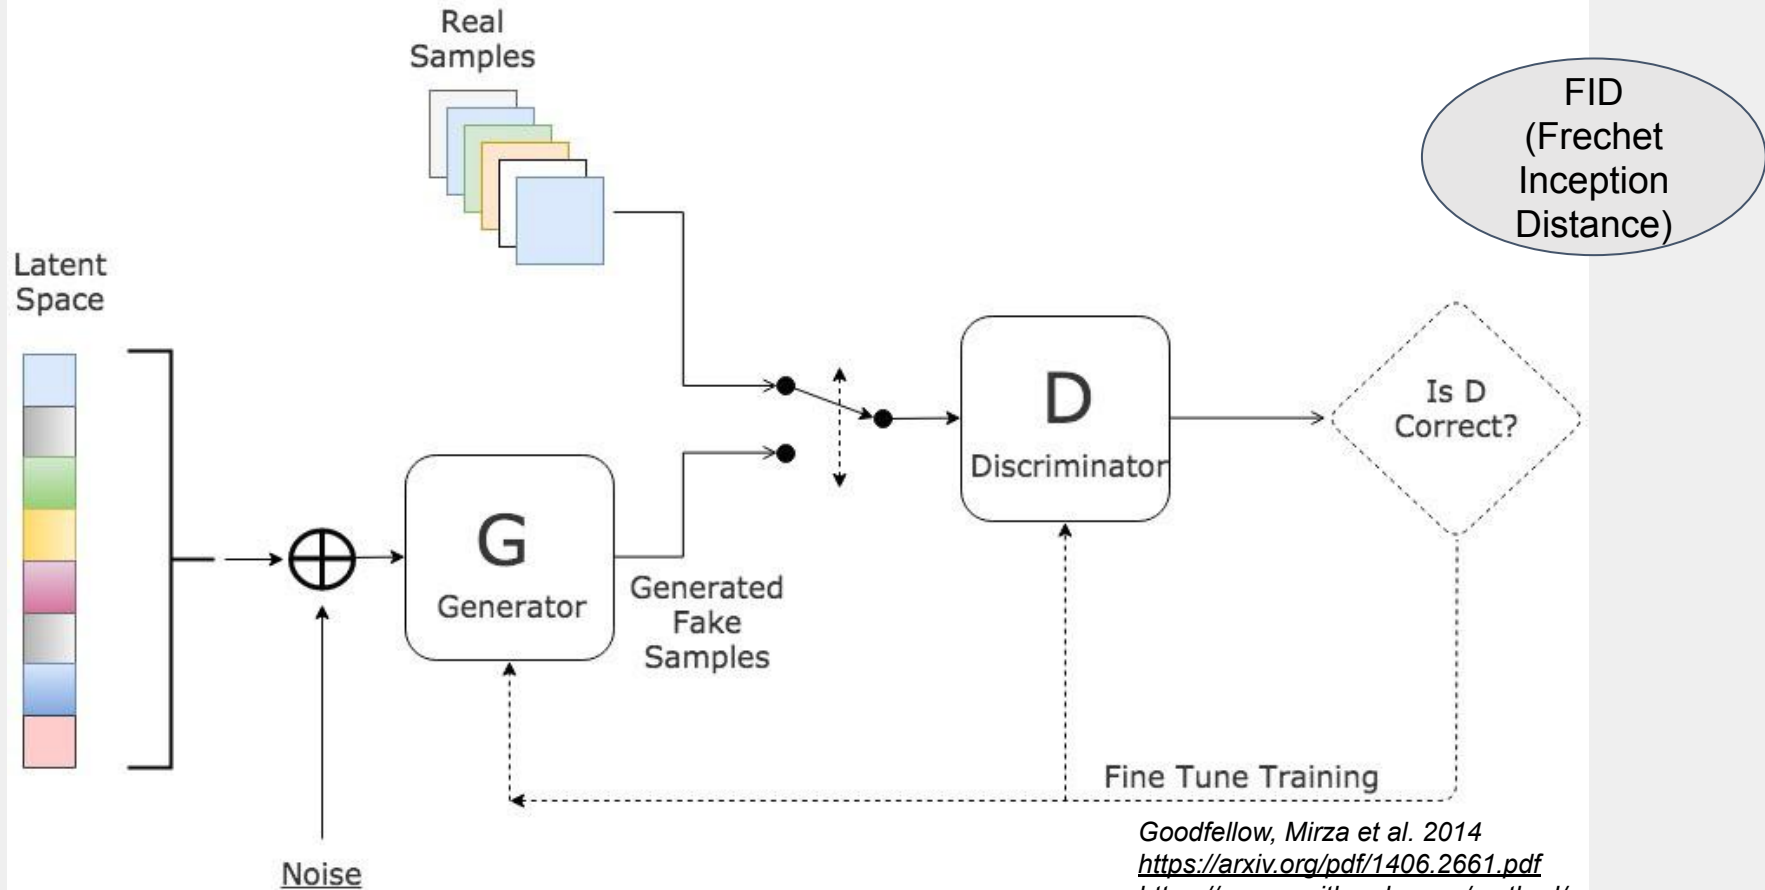 Real
Samples
FID
(Frechet
Inception
Distance)
Latent
Space
Is D
Correct?
D
Discriminator
G
Generator
Generated
Fake
Samples
Fine Tune Training
Noise
Goodfellow, Mirza et al. 2014
https://arxiv.org/pdf/1406.2661.pdf